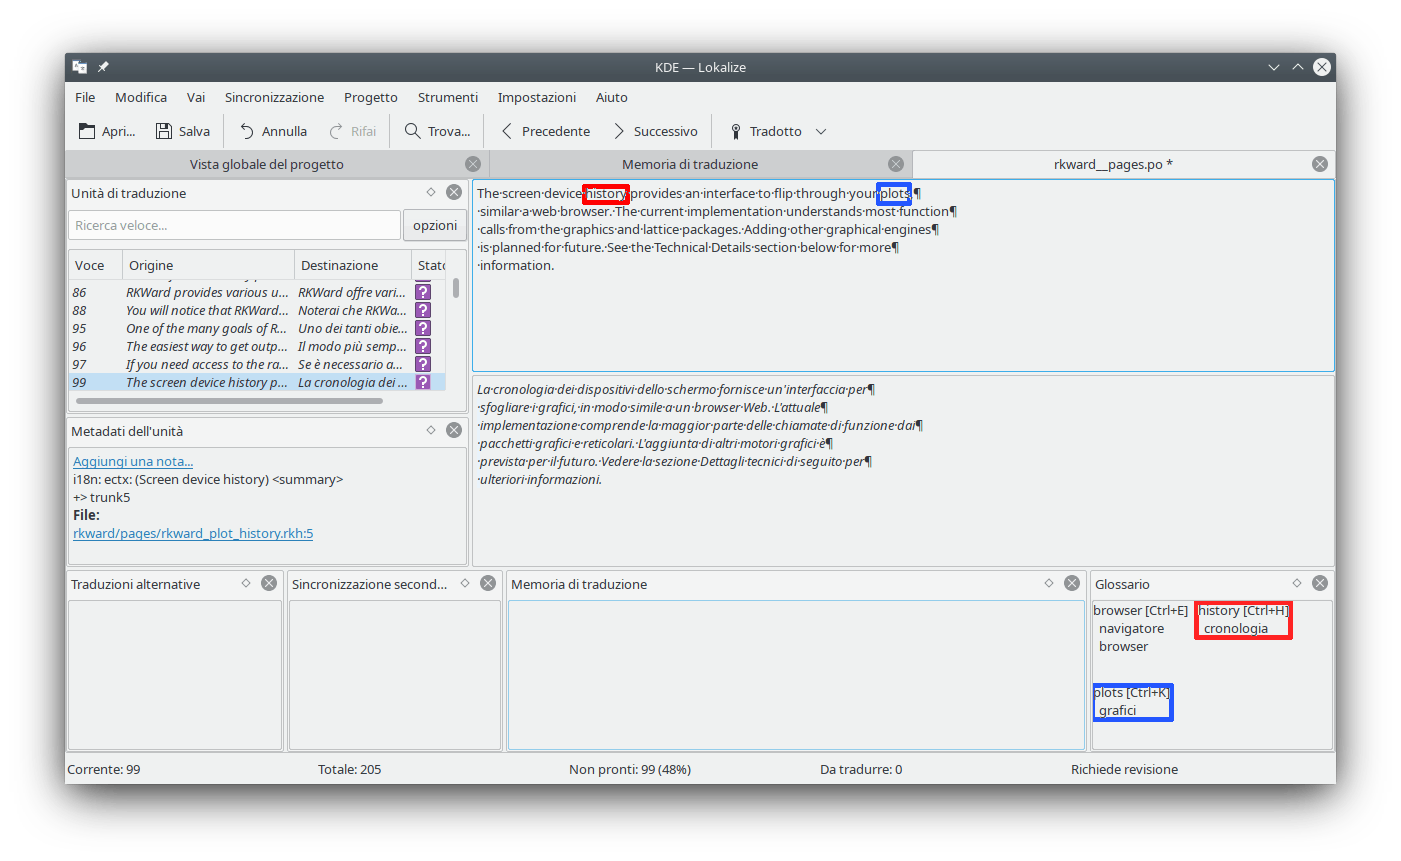 KDE — Lokalize
File Modifica Vai Sincronizzazione Progetto Strumenti Impostazioni Aiuto
Apri... Salva Annulla Rifai Trova... Precedente Successivo Tradotto
Vista globale del progetto Memoria di traduzione rkward__pages.po *
Unità di traduzione
Ricerca veloce... opzioni
Voce Origine Destinazione Stato
86 RKWard provides various u... RKWard offre vari... ?
88 You will notice that RKWard... Noterai che RKWa... ?
95 One of the many goals of R... Uno dei tanti obie... ?
96 The easiest way to get outp... Il modo più semp... ?
97 If you need access to the ra... Se è necessario a... ?
99 The screen device history p... La cronologia dei ... ?
Metadati dell'unità
Aggiungi una nota...
i18n: ectx: (Screen device history) <summary>
+> trunk5
File:
rkward/pages/rkward_plot_history.rkh:5
The·screen·device·history·provides·an·interface·to·flip·through·your·plots,¶
·similar·a·web·browser.·The·current·implementation·understands·most·function¶
·calls·from·the·graphics·and·lattice·packages.·Adding·other·graphical·engines¶
·is·planned·for·future.·See·the·Technical·Details·section·below·for·more¶
·information.
La·cronologia·dei·dispositivi·dello·schermo·fornisce·un'interfaccia·per¶
·sfogliare·i·grafici,·in·modo·simile·a·un·browser·Web.·L'attuale¶
·implementazione·comprende·la·maggior·parte·delle·chiamate·di·funzione·dai¶
·pacchetti·grafici·e·reticolari.·L'aggiunta·di·altri·motori·grafici·è¶
·prevista·per·il·futuro.·Vedere·la·sezione·Dettagli·tecnici·di·seguito·per¶
·ulteriori·informazioni.
Traduzioni alternative
Sincronizzazione second...
Memoria di traduzione
Glossario
browser [Ctrl+E]
navigatore
browser
history [Ctrl+H]
cronologia
plots [Ctrl+K]
grafici
Corrente: 99 Totale: 205 Non pronti: 99 (48%) Da tradurre: 0 Richiede revisione